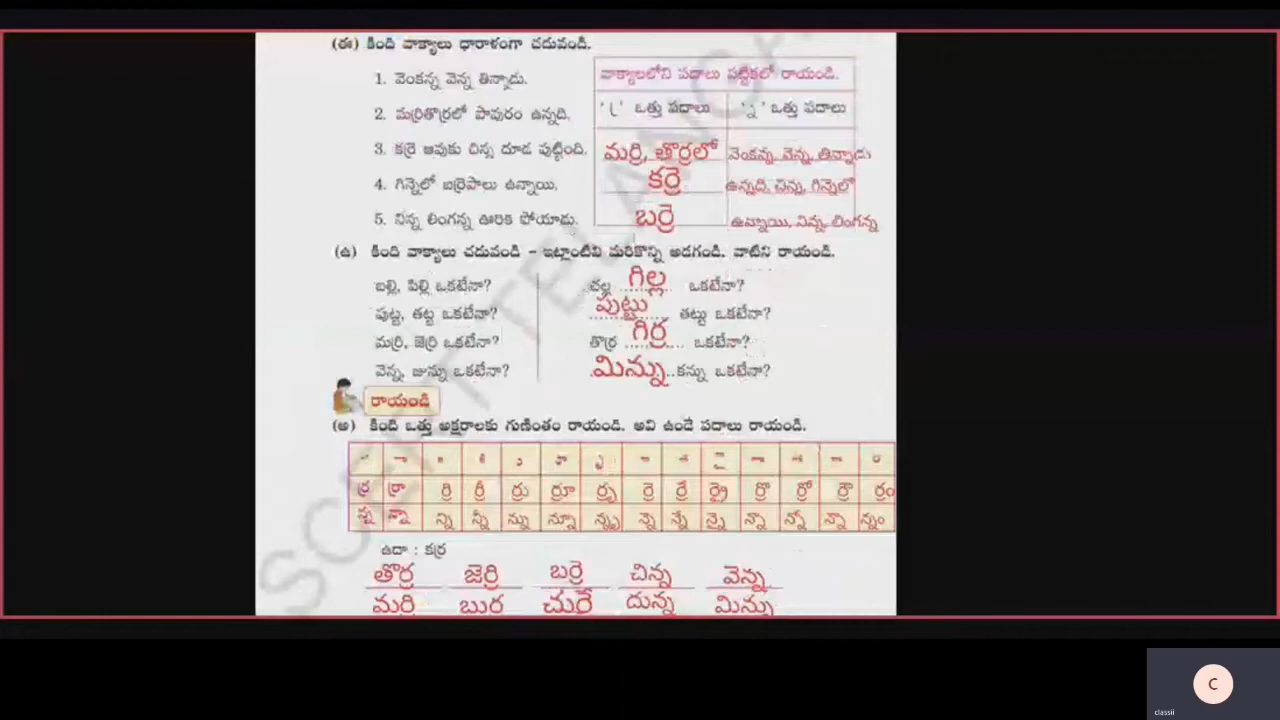 (ఈ) కింది వాక్యాలు ధారాళంగా చదువండి.
1. వెంకన్న వెన్న తిన్నాడు.
2. మర్రితొర్రలో పావురం ఉన్నది.
3. కర్రె ఆవుకు చిన్న దూడ పుట్టింది.
4. గిన్నెలో బర్రెపాలు ఉన్నాయి.
5. నిన్న లింగన్న ఊరికి పోయాడు.
వాక్యాలలోని పదాలు పట్టికలో రాయండి.
'ర్ర' ఒత్తు పదాలు 'న్న' ఒత్తు పదాలు
మర్రి, తొర్రలో వెంకన్న, వెన్న, తిన్నాడు
కర్రె ఉన్నది, చిన్న, గిన్నెలో
బర్రె ఉన్నాయి, నిన్న, లింగన్న
(ఉ) కింది వాక్యాలు చదువండి - ఇట్లాంటివి మరికొన్ని అడగండి. వాటిని రాయండి.
బల్లి, పిల్లి ఒకటేనా? చల్ల గిల్ల ఒకటేనా?
పుట్ట, తట్ట ఒకటేనా? పుట్టు తట్టు ఒకటేనా?
మర్రి, జెర్రి ఒకటేనా? తొర్ర గిర్ర ఒకటేనా?
వెన్న, జున్ను ఒకటేనా? మిన్ను కన్ను ఒకటేనా?
రాయండి
(అ) కింది ఒత్తు అక్షరాలకు గుణింతం రాయండి. అవి ఉండే పదాలు రాయండి.
ర్ర ర్రా ర్రి ర్రీ ర్రు ర్రూ ర్రృ ర్రె ర్రే ర్రై ర్రొ ర్రో ర్రౌ ర్రం
న్న న్నా న్ని న్నీ న్ను న్నూ న్నృ న్నె న్నే న్నై న్నొ న్నో న్నౌ న్నం
ఉదా : కర్ర
తొర్ర జెర్రి బర్రె చిన్న వెన్న
మర్రి బుర్ర చుర్రే దున్న మిన్ను
C
classii